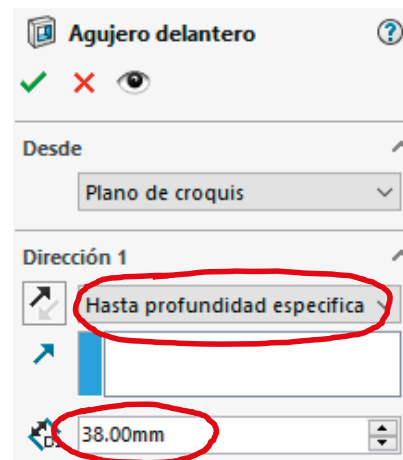 Agujero delantero
Desde
Plano de croquis
Dirección 1
Hasta profundidad especifica
38.00mm